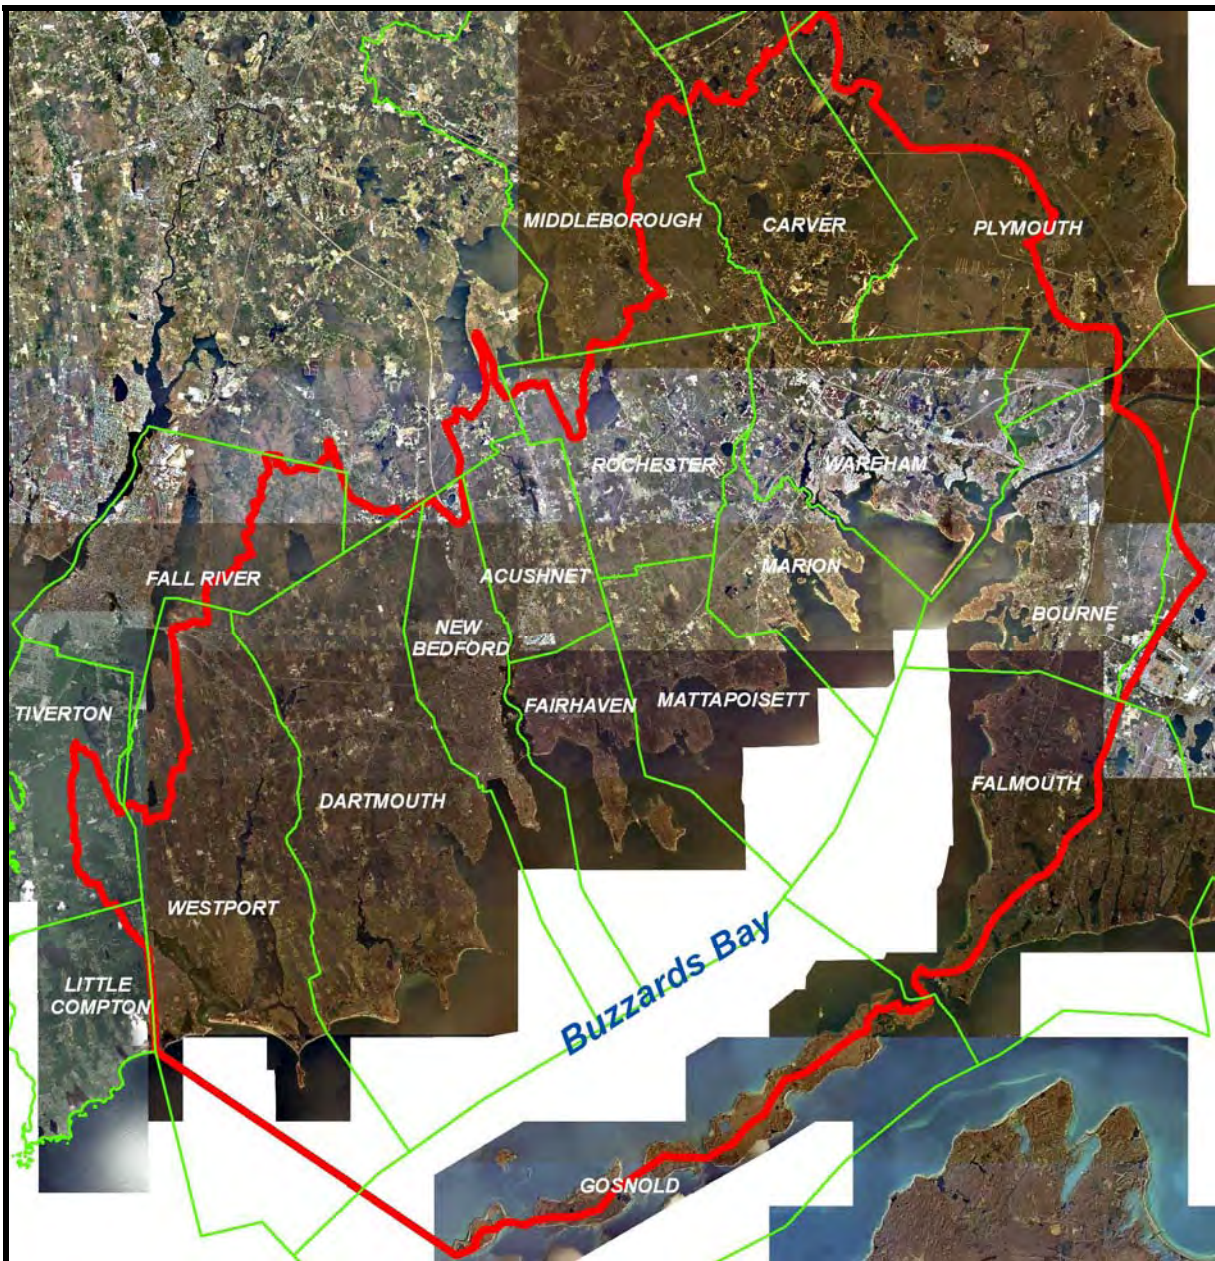 MIDDLEBOROUGH
CARVER
PLYMOUTH
ROCHESTER
WAREHAM
FALL RIVER
ACUSHNET
MARION
NEW
BEDFORD
BOURNE
TIVERTON
FAIRHAVEN
MATTAPOISETT
DARTMOUTH
FALMOUTH
WESTPORT
Buzzards Bay
LITTLE
COMPTON
GOSNOLD